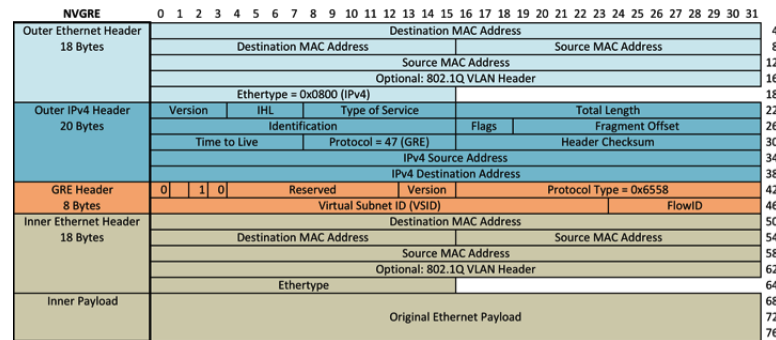 NVGRE 0 1 2 3 4 5 6 7 8 9 10 11 12 13 14 15 16 17 18 19 20 21 22 23 24 25 26 27 28 29 30 31
Outer Ethernet Header Destination MAC Address 4
18 Bytes Destination MAC Address Source MAC Address 8
Source MAC Address 12
Optional: 802.1Q VLAN Header 16
Ethertype = 0x0800 (IPv4) 18
Outer IPv4 Header Version IHL Type of Service Total Length 22
20 Bytes Identification Flags Fragment Offset 26
Time to Live Protocol = 47 (GRE) Header Checksum 30
IPv4 Source Address 34
IPv4 Destination Address 38
GRE Header 0 1 0 Reserved Version Protocol Type = 0x6558 42
8 Bytes Virtual Subnet ID (VSID) FlowID 46
Inner Ethernet Header Destination MAC Address 50
18 Bytes Destination MAC Address Source MAC Address 54
Source MAC Address 58
Optional: 802.1Q VLAN Header 62
Ethertype 64
Inner Payload 68
Original Ethernet Payload 72
76